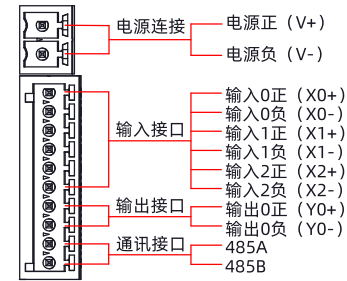 电源连接
电源正（V+）
电源负（V-）
输入接口
输入0正（X0+）
输入0负（X0-）
输入1正（X1+）
输入1负（X1-）
输入2正（X2+）
输入2负（X2-）
输出接口
输出0正（Y0+）
输出0负（Y0-）
通讯接口
485A
485B